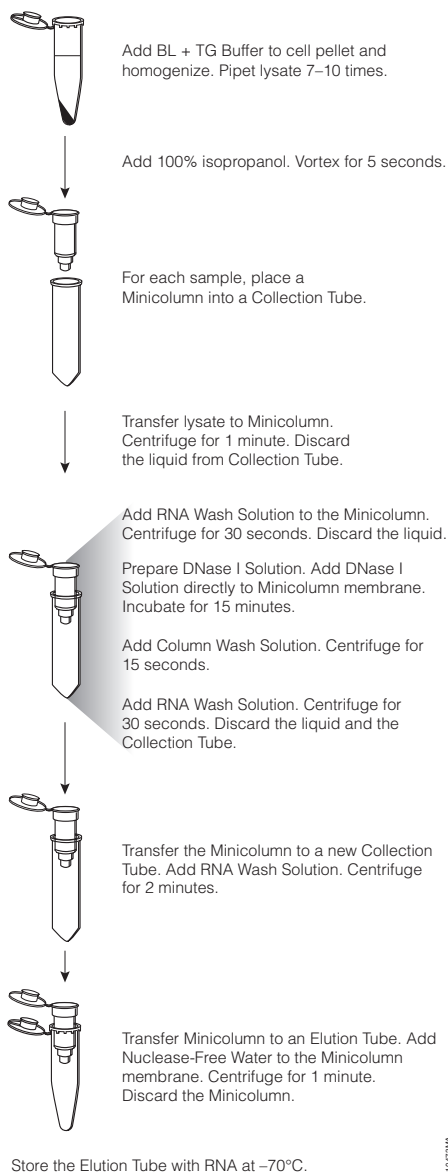 Add BL + TG Buffer to cell pellet and
homogenize. Pipet lysate 7–10 times.
Add 100% isopropanol. Vortex for 5 seconds.
For each sample, place a
Minicolumn into a Collection Tube.
Transfer lysate to Minicolumn.
Centrifuge for 1 minute. Discard
the liquid from Collection Tube.
Add RNA Wash Solution to the Minicolumn.
Centrifuge for 30 seconds. Discard the liquid.
Prepare DNase I Solution. Add DNase I
Solution directly to Minicolumn membrane.
Incubate for 15 minutes.
Add Column Wash Solution. Centrifuge for
15 seconds.
Add RNA Wash Solution. Centrifuge for
30 seconds. Discard the liquid and the
Collection Tube.
Transfer the Minicolumn to a new Collection
Tube. Add RNA Wash Solution. Centrifuge
for 2 minutes.
Transfer Minicolumn to an Elution Tube. Add
Nuclease-Free Water to the Minicolumn
membrane. Centrifuge for 1 minute.
Discard the Minicolumn.
Store the Elution Tube with RNA at –70°C.